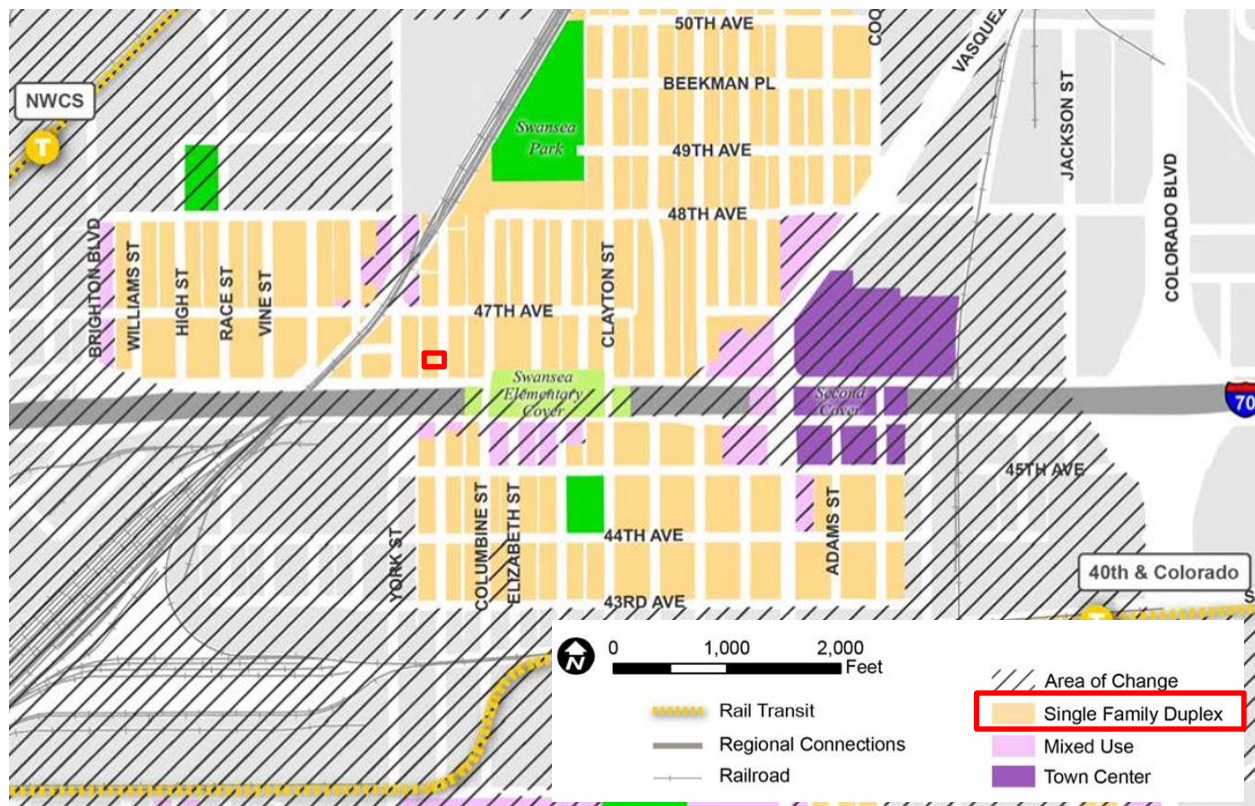 50TH AVE
COO
VASQUEZ
BEEKMAN PL
NWCS
T
Swansea
Park
49TH AVE
JACKSON ST
COLORADO BLVD
48TH AVE
BRIGHTON BLVD
WILLIAMS ST
HIGH ST
RACE ST
VINE ST
CLAYTON ST
47TH AVE
Swansea
Elementary
Cover
Second
Cover
70
45TH AVE
YORK ST
COLUMBINE ST
ELIZABETH ST
44TH AVE
ADAMS ST
43RD AVE
40th & Colorado
S
T
N
0 1,000 2,000
Feet
Area of Change
Rail Transit
Single Family Duplex
Regional Connections
Mixed Use
Railroad
Town Center